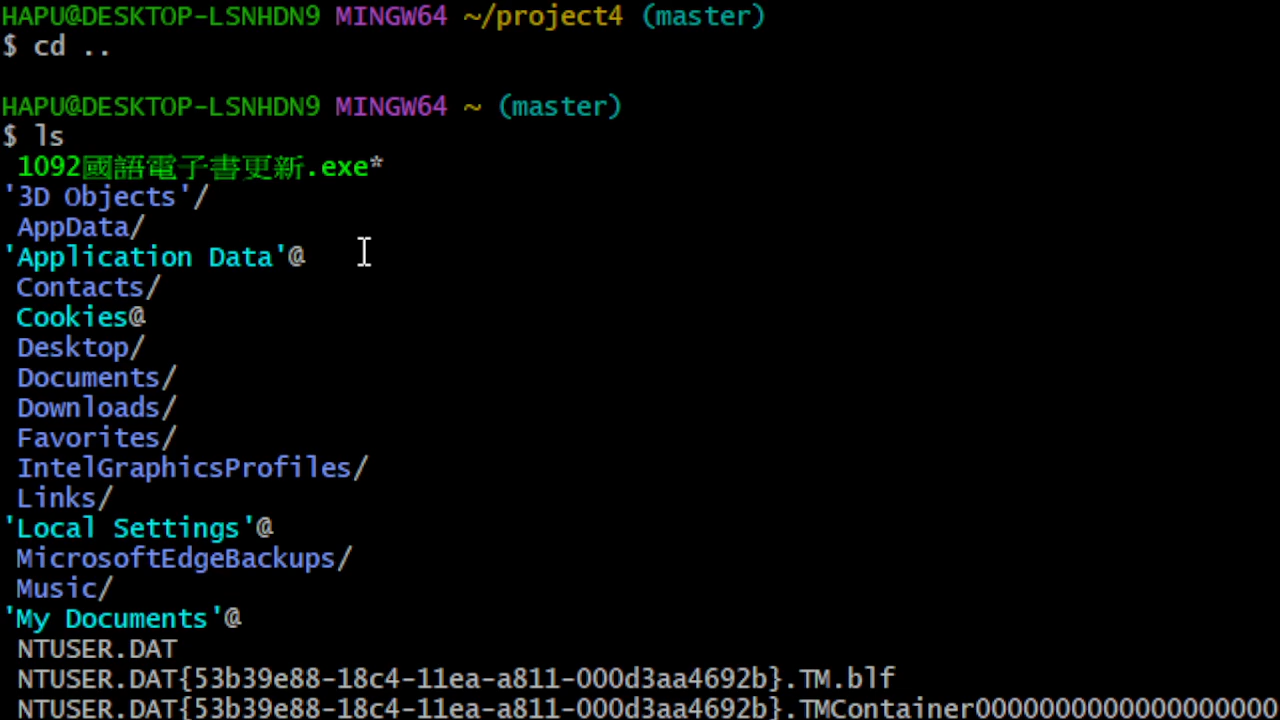 HAPU@DESKTOP-LSNHDN9 MINGW64 ~/project4 (master)
$ cd ..
HAPU@DESKTOP-LSNHDN9 MINGW64 ~ (master)
$ ls
1092國語電子書更新.exe*
'3D Objects'/
AppData/
'Application Data'@
Contacts/
Cookies@
Desktop/
Documents/
Downloads/
Favorites/
IntelGraphicsProfiles/
Links/
'Local Settings'@
MicrosoftEdgeBackups/
Music/
'My Documents'@
NTUSER.DAT
NTUSER.DAT{53b39e88-18c4-11ea-a811-000d3aa4692b}.TM.blf
NTUSER.DAT{53b39e88-18c4-11ea-a811-000d3aa4692b}.TMContainer0000000000000000000